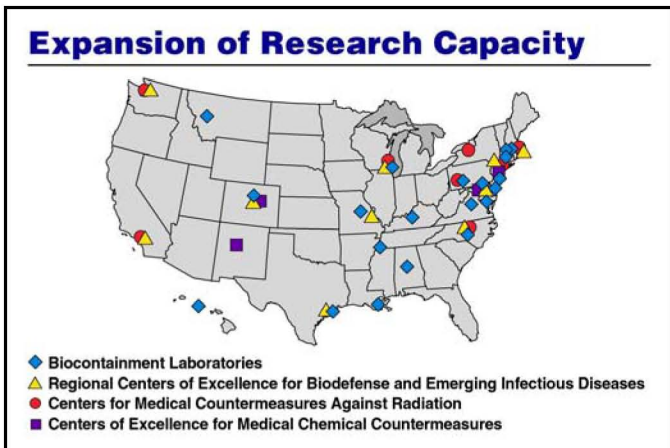 Expansion of Research Capacity
Biocontainment Laboratories
Regional Centers of Excellence for Biodefense and Emerging Infectious Diseases
Centers for Medical Countermeasures Against Radiation
Centers of Excellence for Medical Chemical Countermeasures